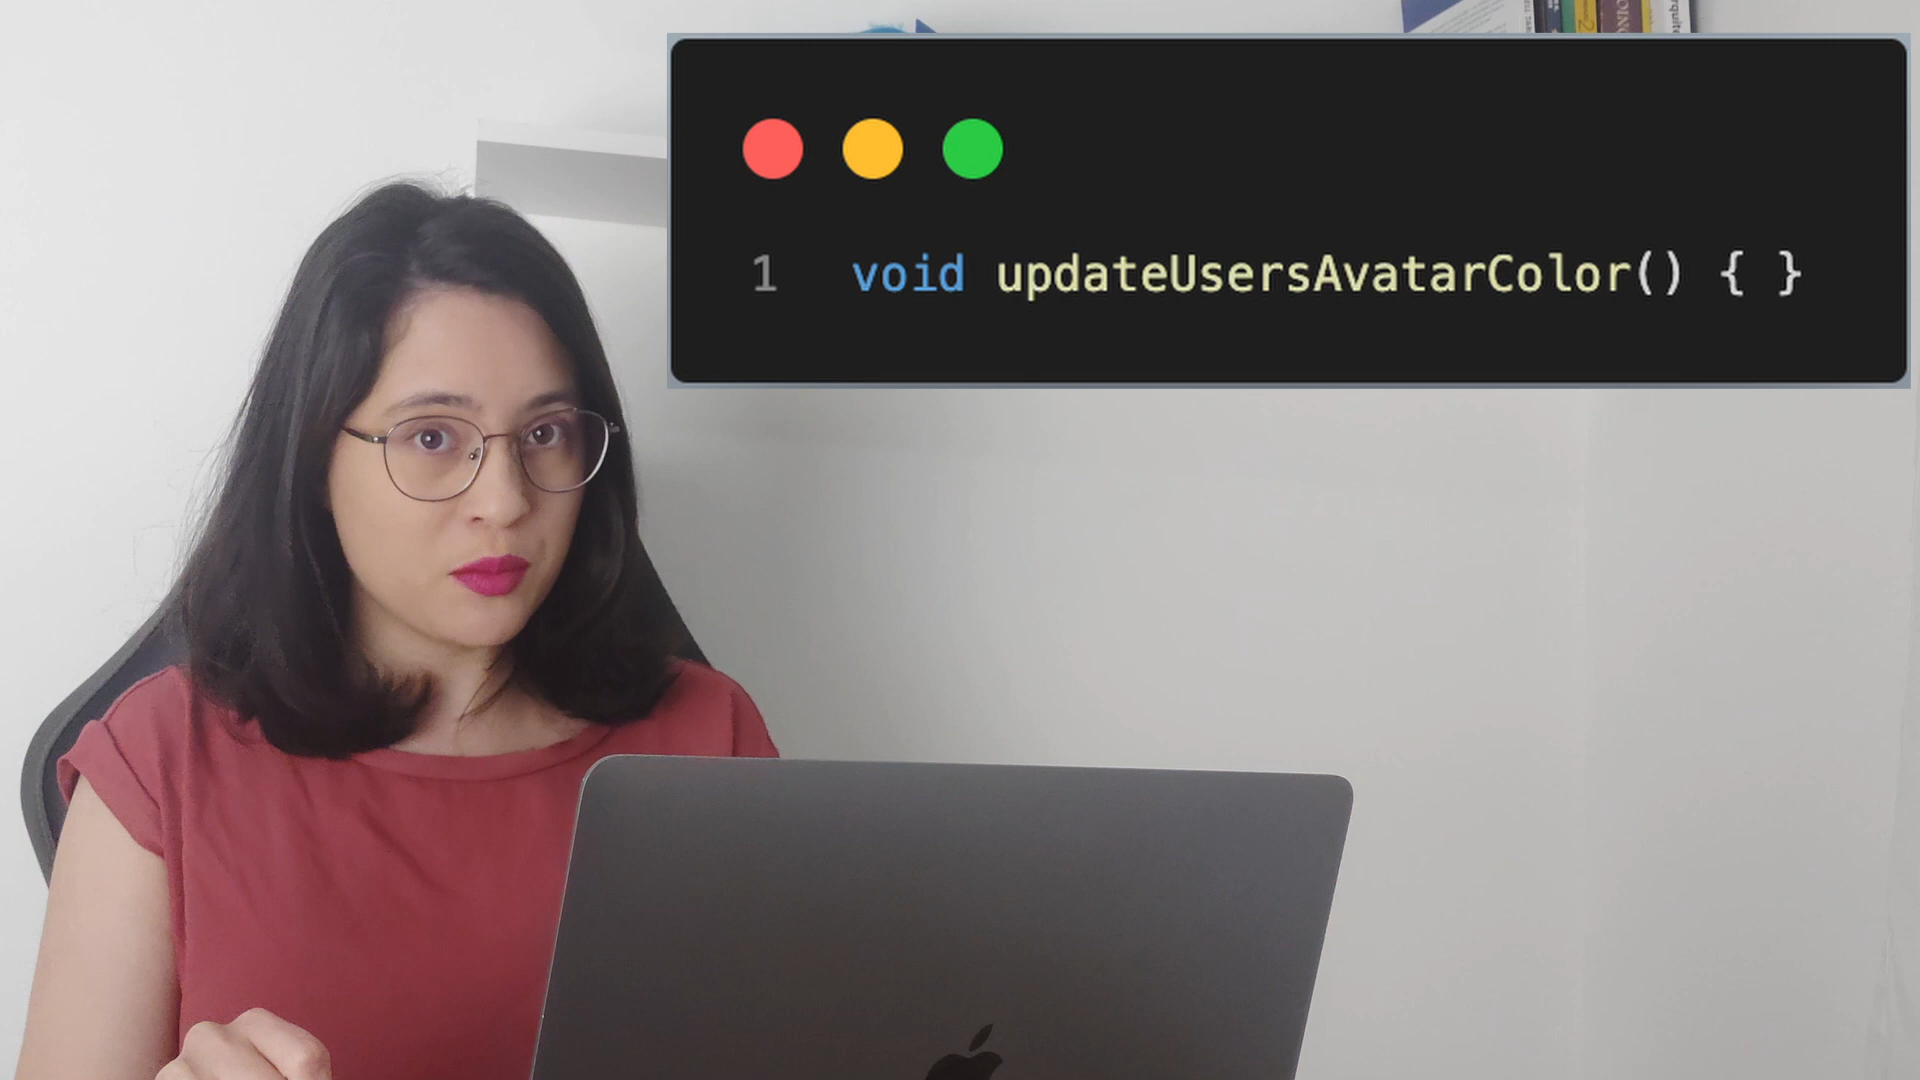 1 void updateUsersAvatarColor() { }